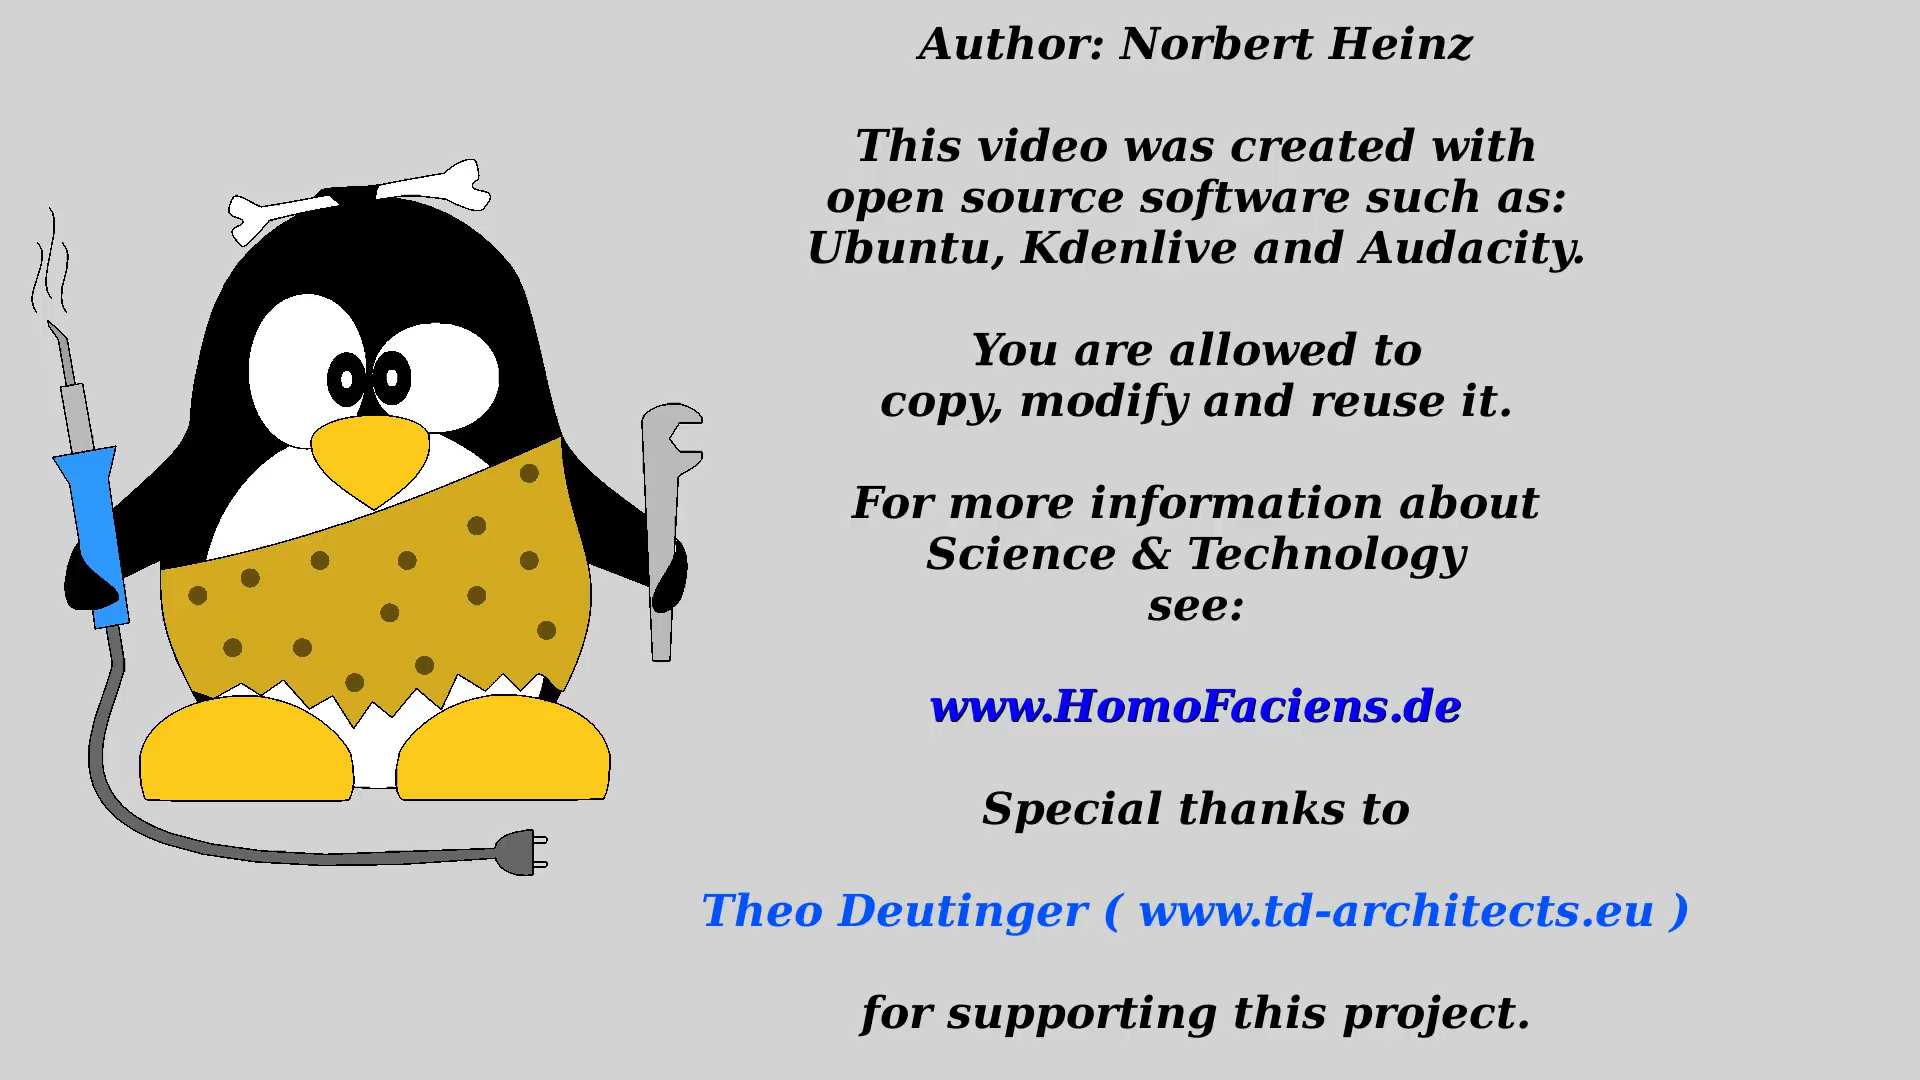 Author: Norbert Heinz
This video was created with
open source software such as:
Ubuntu, Kdenlive and Audacity.
You are allowed to
copy, modify and reuse it.
For more information about
Science & Technology
see:
www.HomoFaciens.de
Special thanks to
Theo Deutinger ( www.td-architects.eu )
for supporting this project.